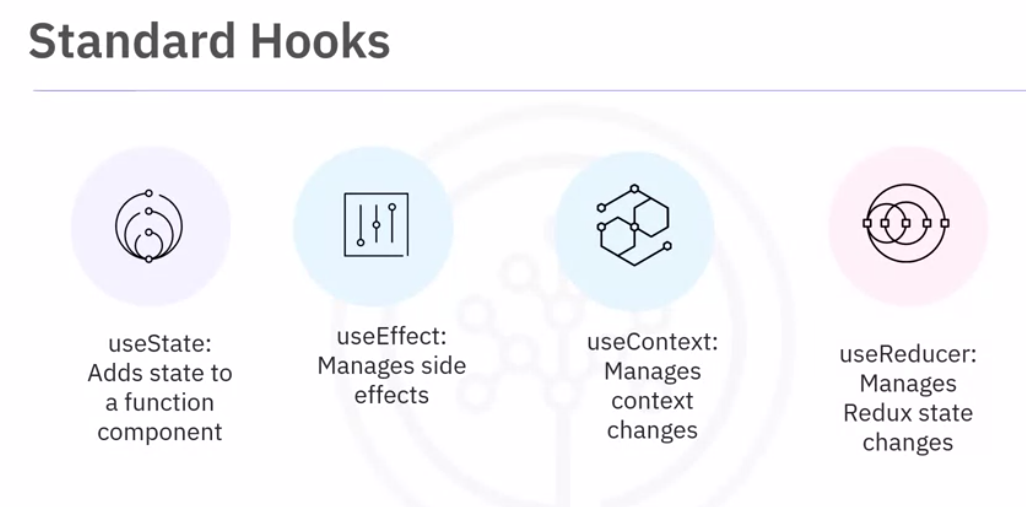 Standard Hooks
useState:
Adds state to
a function
component
useEffect:
Manages side
effects
useContext:
Manages
context
changes
useReducer:
Manages
Redux state
changes